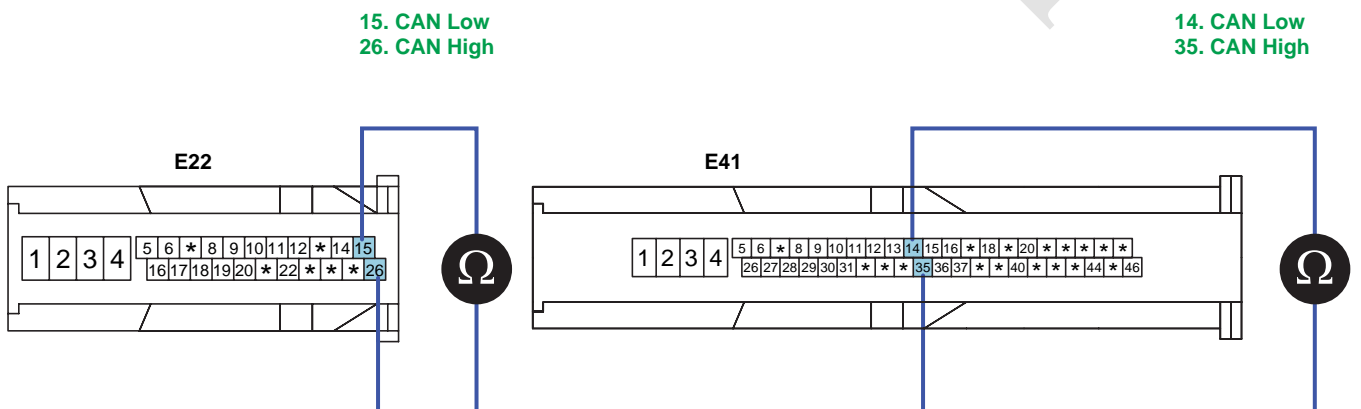 15. CAN Low
26. CAN High
14. CAN Low
35. CAN High
E22
E41
1 2 3 4
5 6 * 8 9 10 11 12 * 14 15
16 17 18 19 20 * 22 * * * 26
Ω
1 2 3 4
5 6 * 8 9 10 11 12 13 14 15 16 * 18 * 20 * * * * *
26 27 28 29 30 31 * * * 35 36 37 * * 40 * * * 44 * 46
Ω